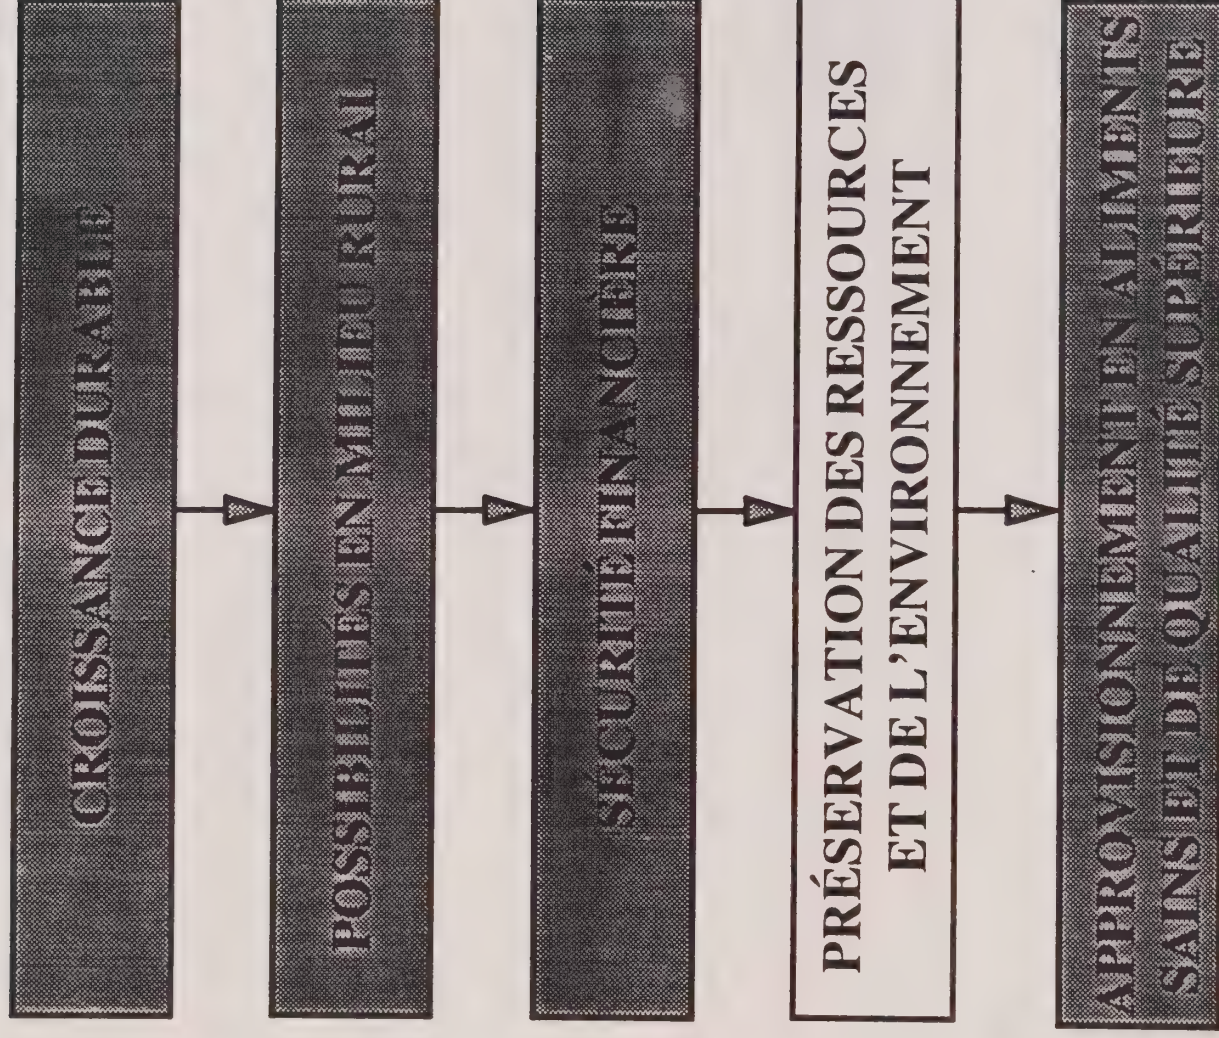 CROISSANCE DURABLE
POSSIBILITÉS EN MILIEU RURAL
SÉCURITÉ FINANCIÈRE
PRÉSERVATION DES RESSOURCES
ET DE L'ENVIRONNEMENT
APPROVISIONNEMENT EN ALIMENTS
SAINS ET DE QUALITÉ SUPÉRIEURE